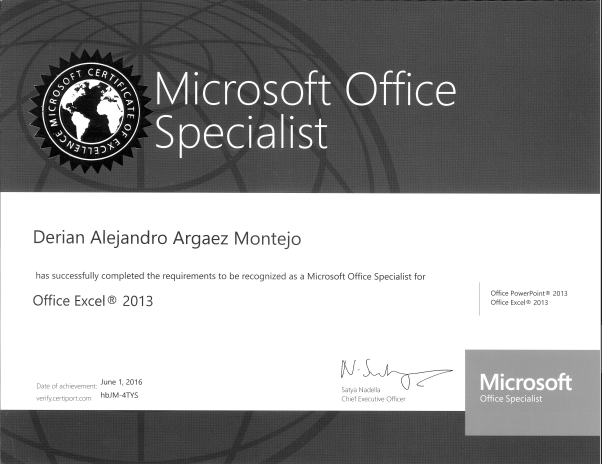 MICROSOFT CERTIFICATE OF EXCELLENCE
Microsoft Office
Specialist
Derian Alejandro Argaez Montejo
has successfully completed the requirements to be recognized as a Microsoft Office Specialist for
Office Excel® 2013
Office PowerPoint® 2013
Office Excel® 2013
Date of achievement: June 1, 2016
verify.certiport.com hbJM-4TYS
Satya Nadella
Chief Executive Officer
Microsoft
Office Specialist